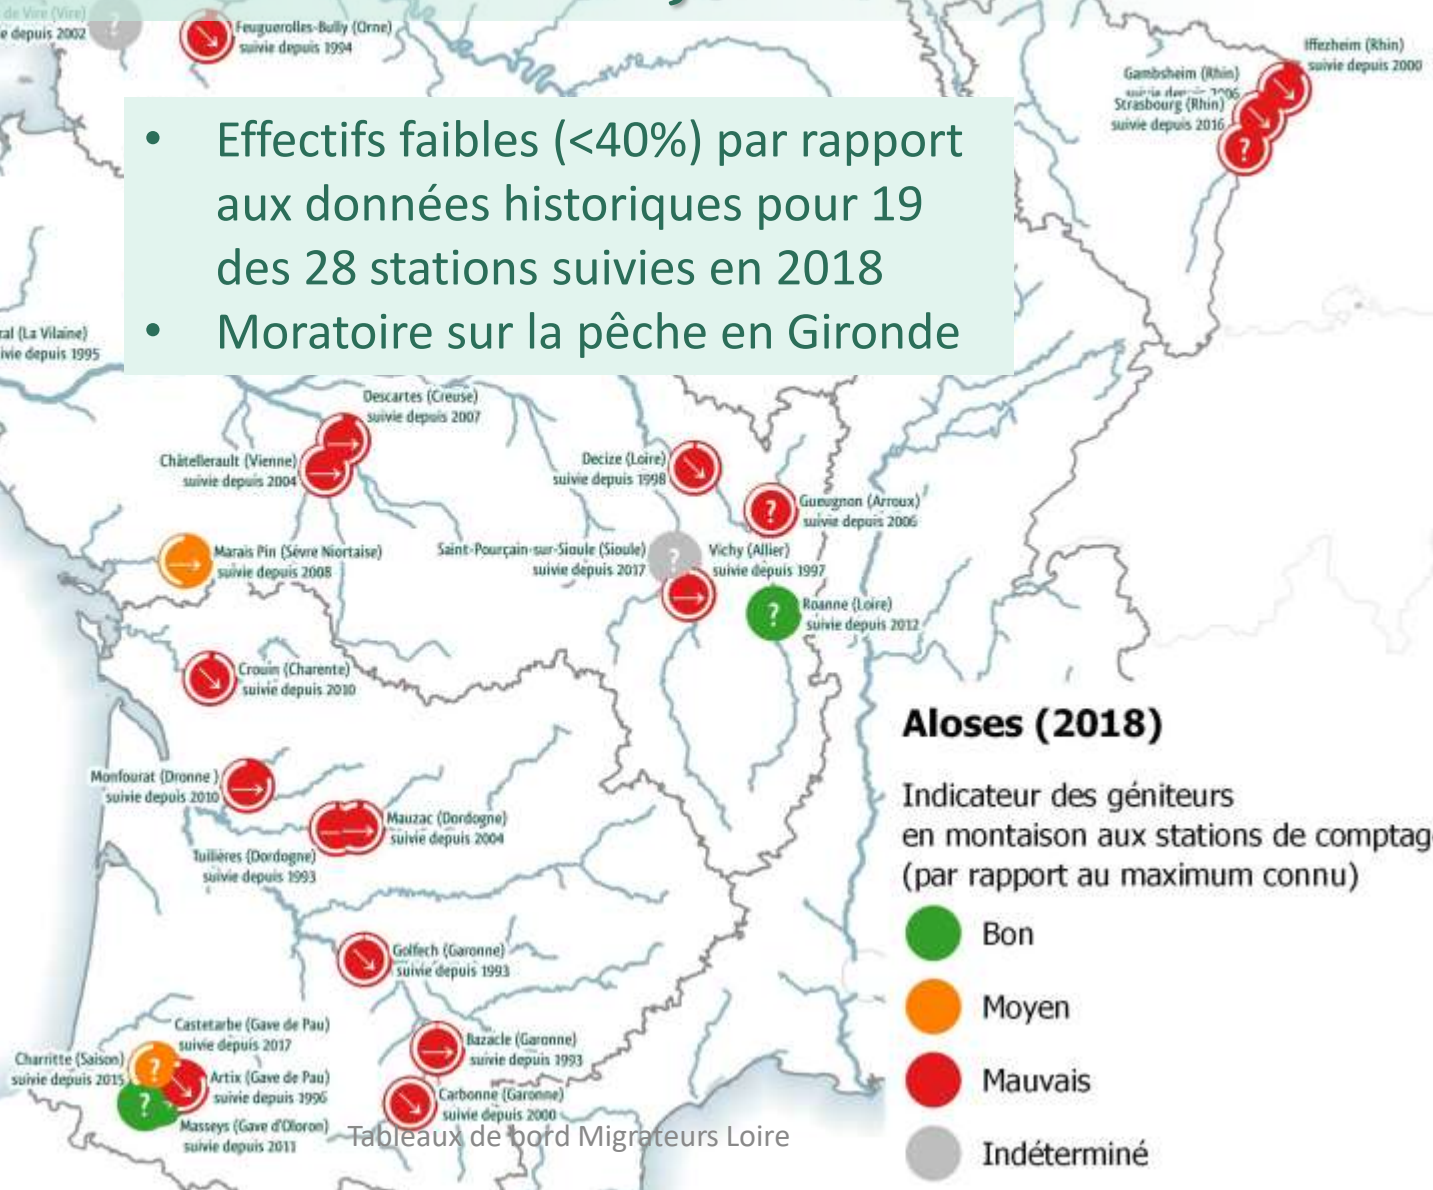 de Vire (Vire)
e depuis 2002
Feuguerolles-Bully (Orne)
suivie depuis 1994
Iffezheim (Rhin)
suivie depuis 2000
Gambsheim (Rhin)
Strasbourg (Rhin)
suivie depuis 2016
• Effectifs faibles (<40%) par rapport
aux données historiques pour 19
des 28 stations suivies en 2018
• Moratoire sur la pêche en Gironde
ral (La Vilaine)
ivie depuis 1995
Descartes (Creuse)
suivie depuis 2007
Châtellerault (Vienne)
suivie depuis 2004
Decize (Loire)
suivie depuis 1998
Gueugnon (Arroux)
suivie depuis 2006
Marais Pin (Sèvre Niortaise)
suivie depuis 2008
Saint-Pourçain-sur-Sioule (Sioule)
suivie depuis 2017
Vichy (Allier)
suivie depuis 1997
Roanne (Loire)
suivie depuis 2012
Crouin (Charente)
suivie depuis 2010
Monfourat (Dronne )
suivie depuis 2010
Mauzac (Dordogne)
suivie depuis 2004
Tuilières (Dordogne)
suivie depuis 1993
Golfech (Garonne)
suivie depuis 1993
Castetarbe (Gave de Pau)
suivie depuis 2017
Charritte (Saison)
suivie depuis 2015
Artix (Gave de Pau)
suivie depuis 1996
Masseys (Gave d'Oloron)
suivie depuis 2011
Bazacle (Garonne)
suivie depuis 1993
Carbonne (Garonne)
suivie depuis 2000
Tableaux de bord Migrateurs Loire
Aloses (2018)
Indicateur des géniteurs
en montaison aux stations de comptag
(par rapport au maximum connu)
Bon
Moyen
Mauvais
Indéterminé